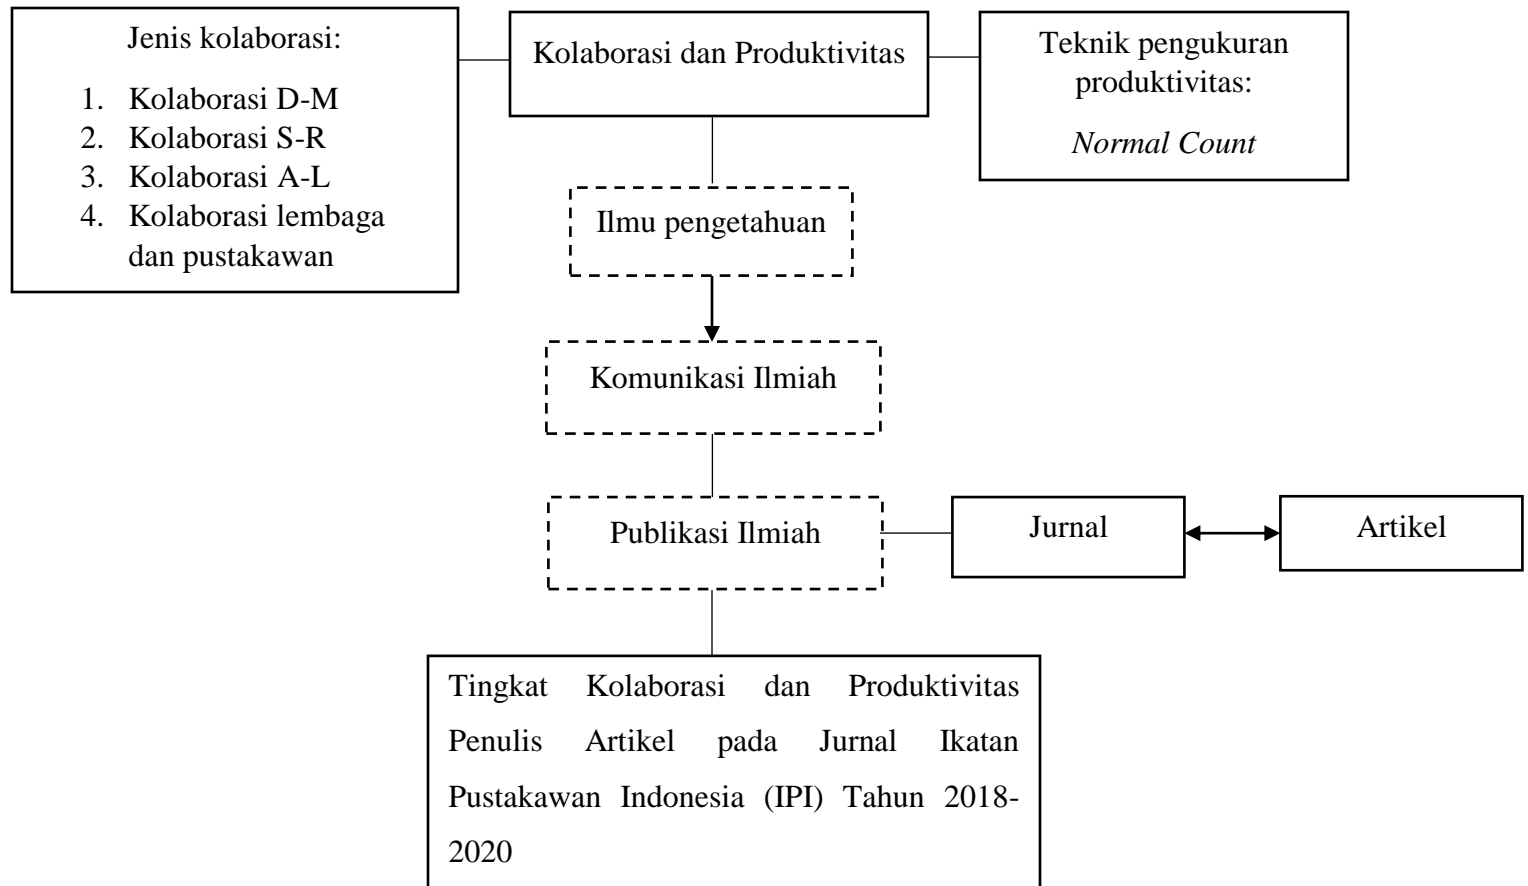 Jenis kolaborasi:
1. Kolaborasi D-M
2. Kolaborasi S-R
3. Kolaborasi A-L
4. Kolaborasi lembaga
dan pustakawan
Kolaborasi dan Produktivitas
Teknik pengukuran
produktivitas:
Normal Count
Ilmu pengetahuan
Komunikasi Ilmiah
Publikasi Ilmiah
Jurnal
Artikel
Tingkat Kolaborasi dan Produktivitas
Penulis Artikel pada Jurnal Ikatan
Pustakawan Indonesia (IPI) Tahun 2018-
2020